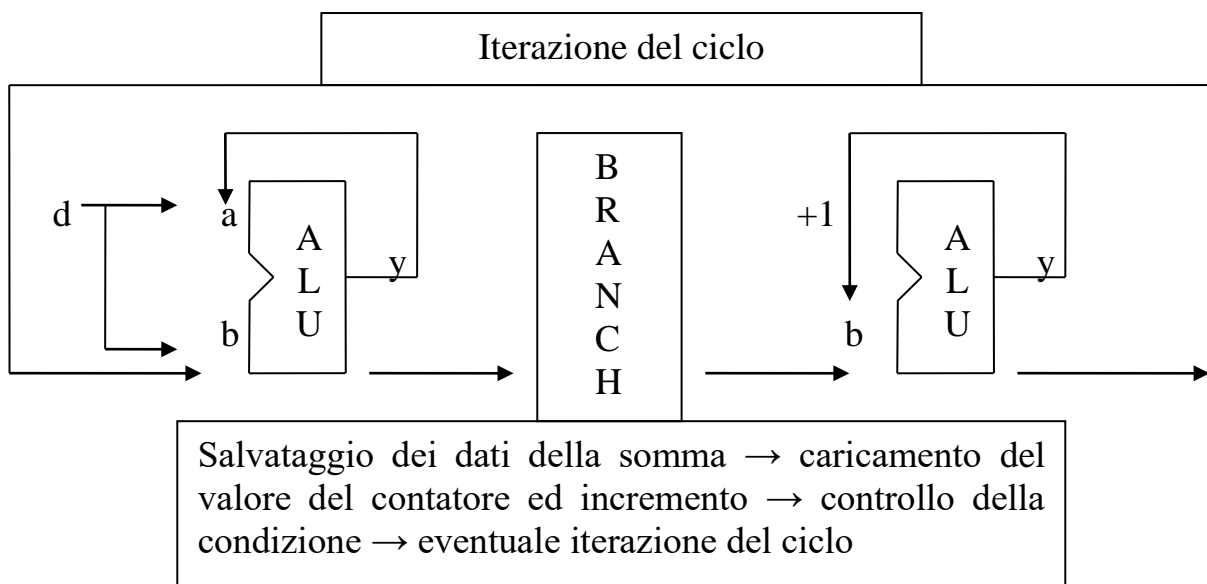 Iterazione del ciclo
d
a
b
A
L
U
y
B
R
A
N
C
H
+1
b
A
L
U
y
Salvataggio dei dati della somma → caricamento del
valore del contatore ed incremento → controllo della
condizione → eventuale iterazione del ciclo